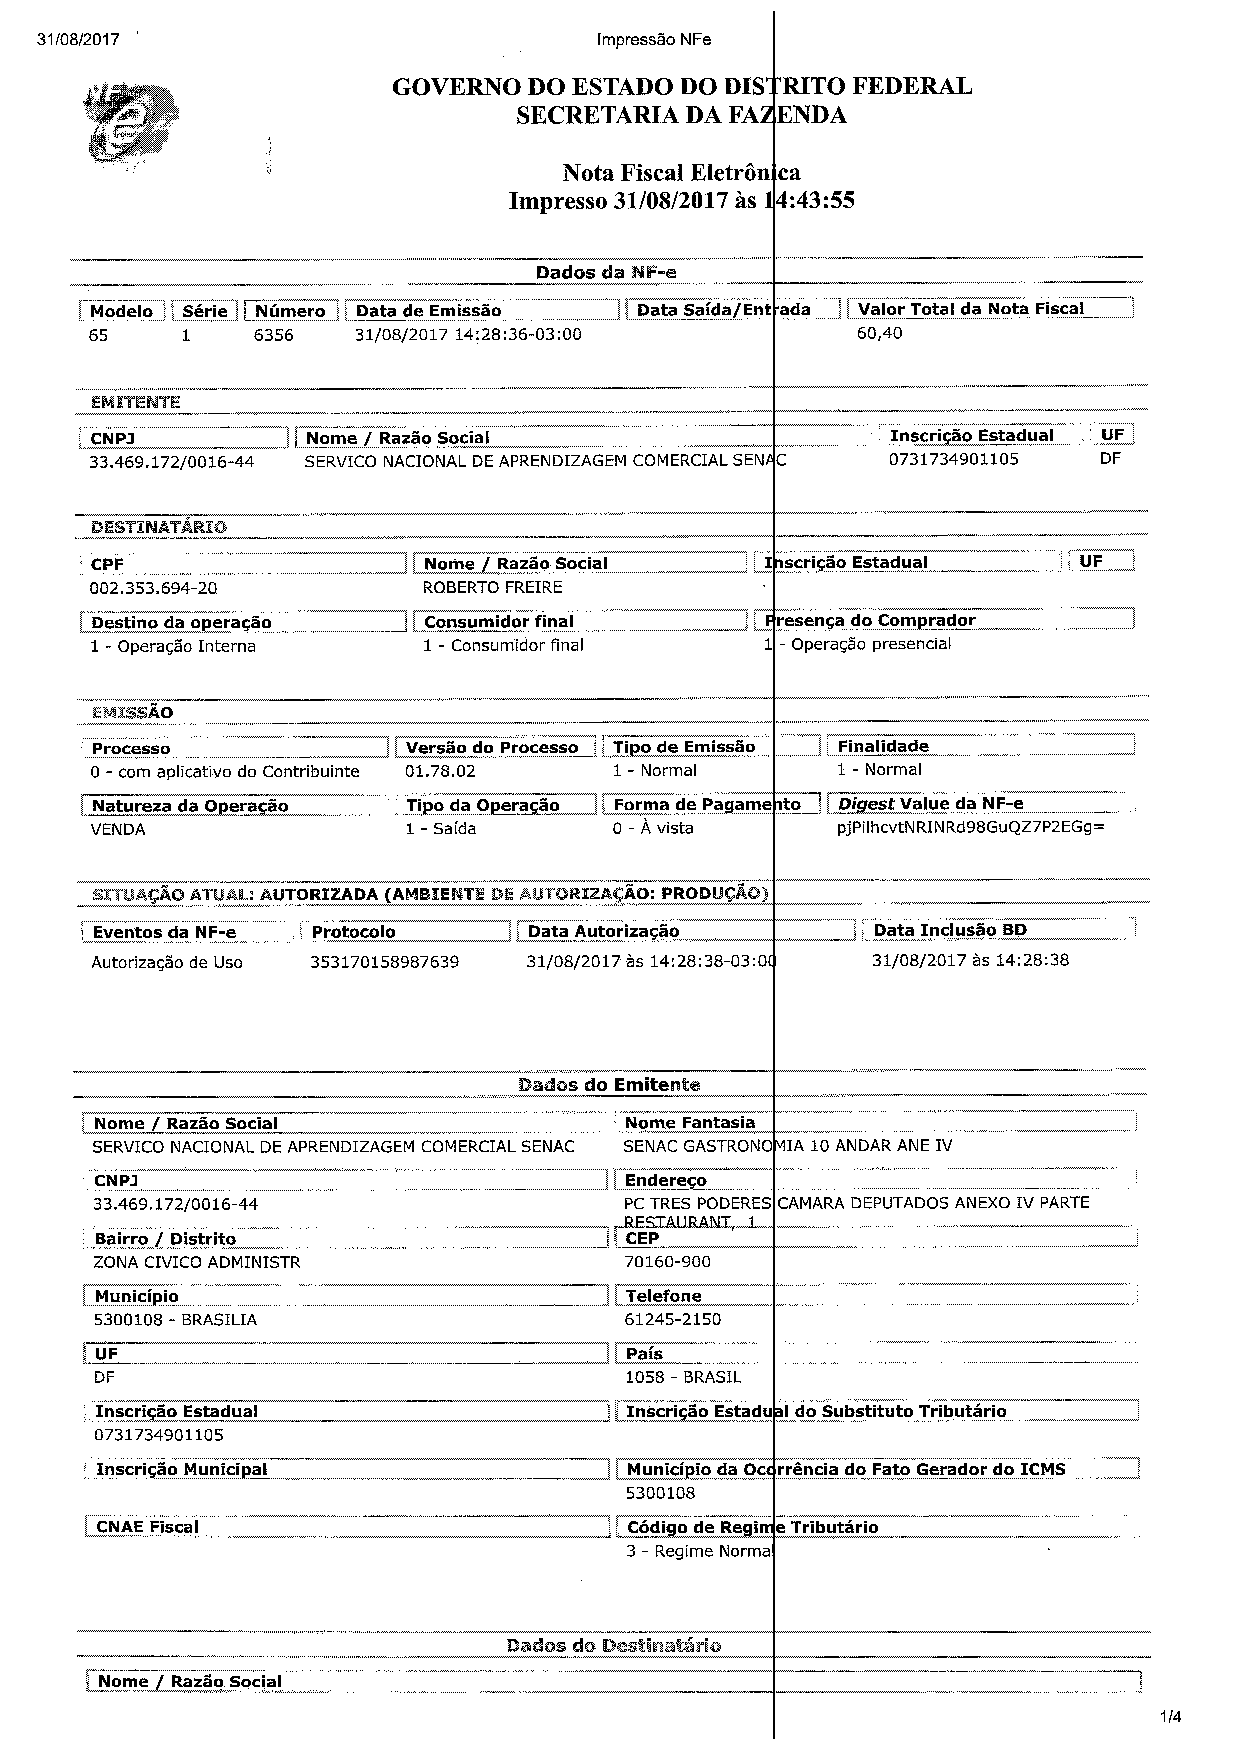 31/08/2017 Impressão NFe
GOVERNO DO ESTADO DO DISTRITO FEDERAL
SECRETARIA DA FAZENDA
Nota Fiscal Eletrônica
Impresso 31/08/2017 às 14:43:55
Dados da NF-e
Modelo Série Número Data de Emissão Data Saída/Entrada Valor Total da Nota Fiscal
65 1 6356 31/08/2017 14:28:36-03:00 60,40
EMITENTE
CNPJ Nome / Razão Social Inscrição Estadual UF
33.469.172/0016-44 SERVICO NACIONAL DE APRENDIZAGEM COMERCIAL SENAC 0731734901105 DF
DESTINATÁRIO
CPF Nome / Razão Social Inscrição Estadual UF
002.353.694-20 ROBERTO FREIRE
Destino da operação Consumidor final Presença do Comprador
1 - Operação Interna 1 - Consumidor final 1 - Operação presencial
EMISSÃO
Processo Versão do Processo Tipo de Emissão Finalidade
0 - com aplicativo do Contribuinte 01.78.02 1 - Normal 1 - Normal
Natureza da Operação Tipo da Operação Forma de Pagamento Digest Value da NF-e
VENDA 1 - Saída 0 - À vista pjPilhcvtNRINRd98GuQZ7P2EGg=
SITUAÇÃO ATUAL: AUTORIZADA (AMBIENTE DE AUTORIZAÇÃO: PRODUÇÃO)
Eventos da NF-e Protocolo Data Autorização Data Inclusão BD
Autorização de Uso 353170158987639 31/08/2017 às 14:28:38-03:00 31/08/2017 às 14:28:38
Dados do Emitente
Nome / Razão Social Nome Fantasia
SERVICO NACIONAL DE APRENDIZAGEM COMERCIAL SENAC SENAC GASTRONOMIA 10 ANDAR ANE IV
CNPJ Endereço
33.469.172/0016-44 PC TRES PODERES CAMARA DEPUTADOS ANEXO IV PARTE
RESTAURANT, 1
Bairro / Distrito CEP
ZONA CIVICO ADMINISTR 70160-900
Município Telefone
5300108 - BRASILIA 61245-2150
UF País
DF 1058 - BRASIL
Inscrição Estadual Inscrição Estadual do Substituto Tributário
0731734901105
Inscrição Municipal Município da Ocorrência do Fato Gerador do ICMS
5300108
CNAE Fiscal Código de Regime Tributário
3 - Regime Normal
Dados do Destinatário
Nome / Razão Social
1/4